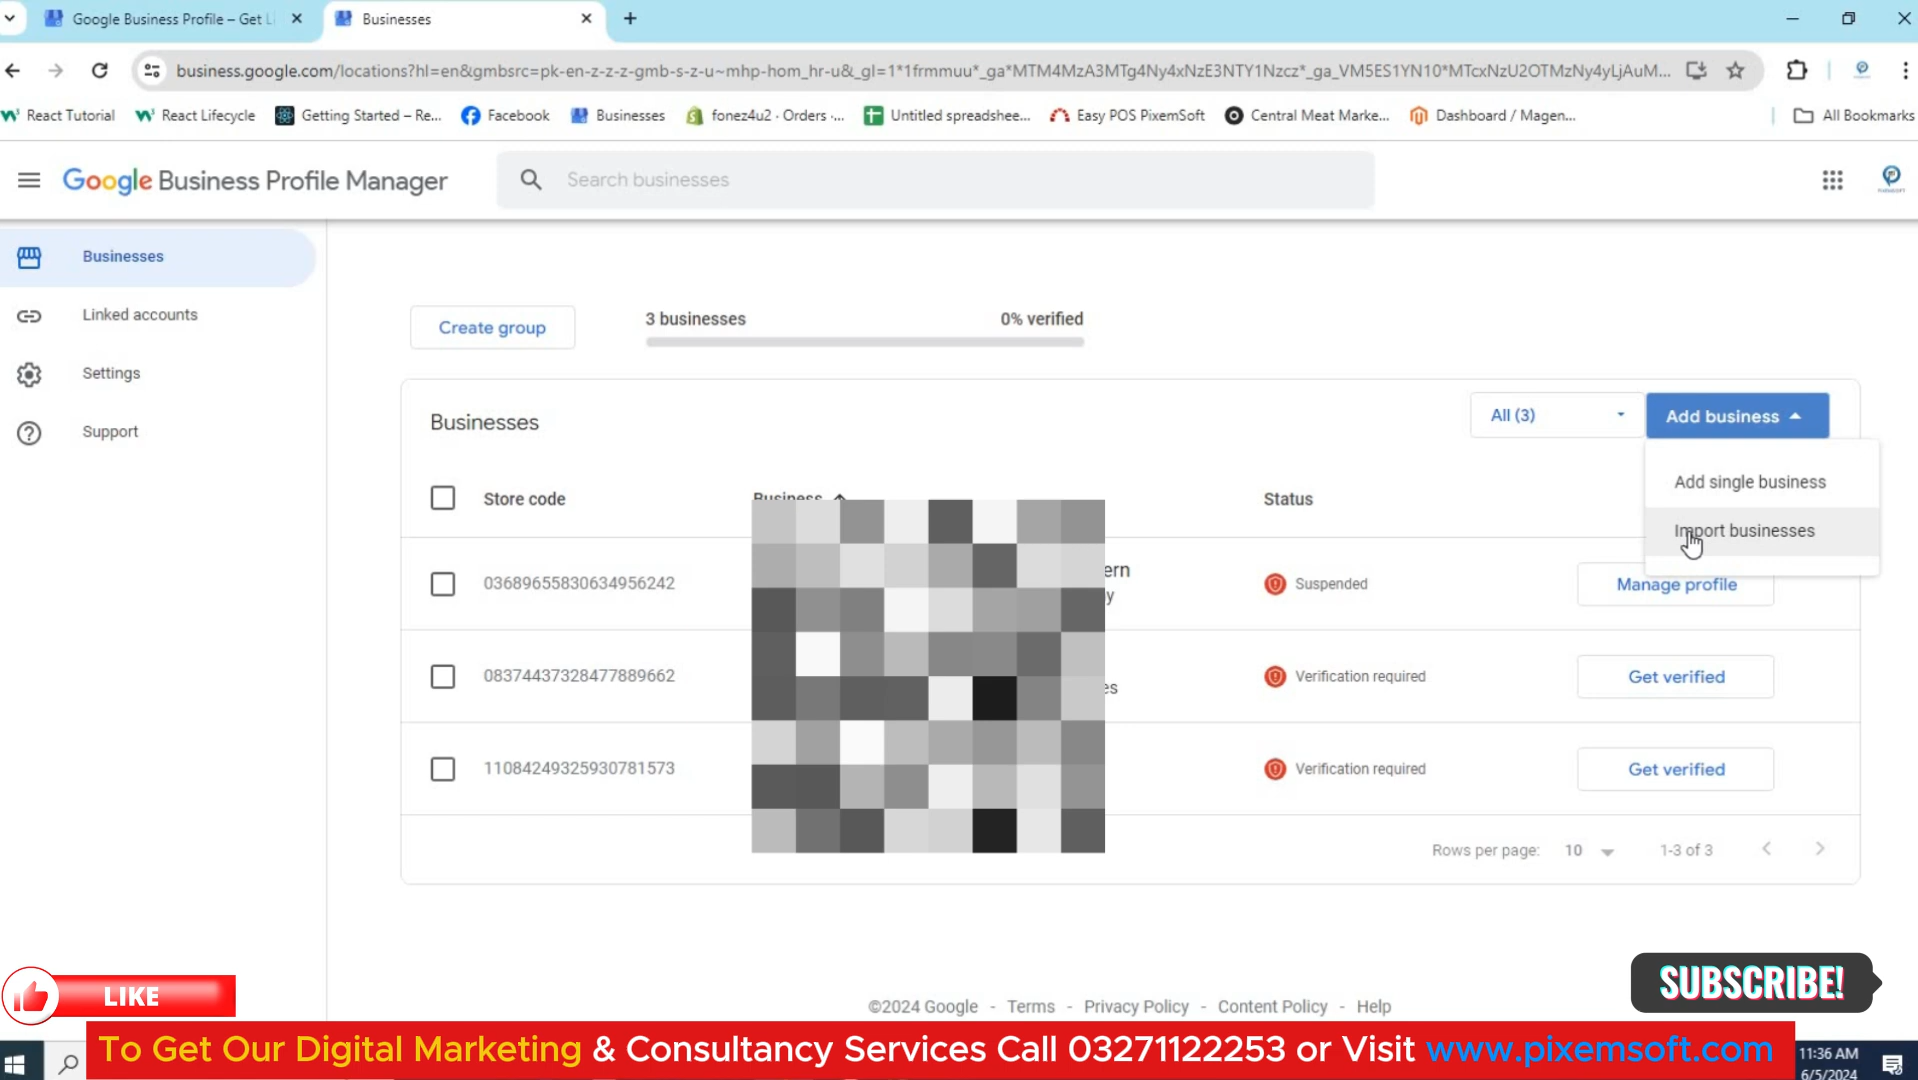 Google Business Profile – Get L
Businesses
business.google.com/locations?hl=en&gmbsrc=pk-en-z-z-z-gmb-s-z-u~mhp-hom_hr-u&_gl=1*1frmmuu*_ga*MTM4MzA3MTg4Ny4xNzE3NTY1Nzcz*_ga_VM5ES1YN10*MTcxNzU2OTMzNy4yLjAuM...
React Tutorial
React Lifecycle
Getting Started – Re...
Facebook
Businesses
fonez4u2 · Orders ·...
Untitled spreadshee...
Easy POS PixemSoft
Central Meat Marke...
Dashboard / Magen...
All Bookmarks
Google Business Profile Manager
Search businesses
Businesses
Linked accounts
Settings
Support
Create group
3 businesses
0% verified
Businesses
All (3)
Add business
Add single business
Import businesses
Store code
Business
Status
03689655830634956242
ern
y
Suspended
Manage profile
08374437328477889662
es
Verification required
Get verified
11084249325930781573
Verification required
Get verified
Rows per page: 10
1-3 of 3
©2024 Google - Terms - Privacy Policy - Content Policy - Help
LIKE
SUBSCRIBE!
To Get Our Digital Marketing & Consultancy Services Call 03271122253 or Visit www.pixemsoft.com
11:36 AM
6/5/2024